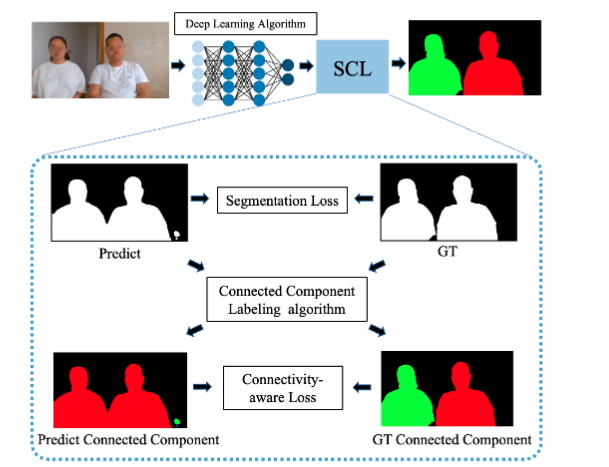 Deep Learning Algorithm
SCL
Segmentation Loss
Predict
GT
Connected Component
Labeling algorithm
Connectivity-
aware Loss
Predict Connected Component
GT Connected Component